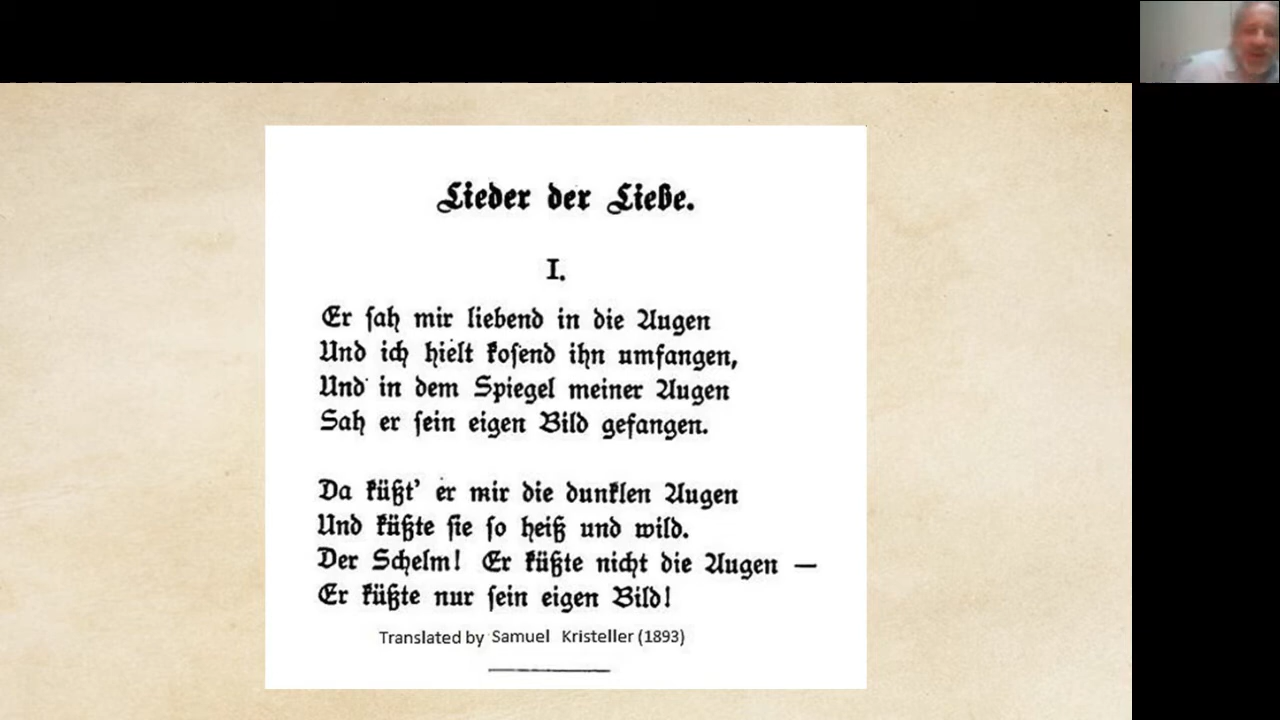 Lieder der Liebe.
I.
Er sah mir liebend in die Augen
Und ich hielt kosend ihn umfangen,
Und in dem Spiegel meiner Augen
Sah er sein eigen Bild gefangen.
Da küßt' er mir die dunklen Augen
Und küßte sie so heiß und wild.
Der Schelm! Er küßte nicht die Augen —
Er küßte nur sein eigen Bild!
Translated by Samuel Kristeller (1893)